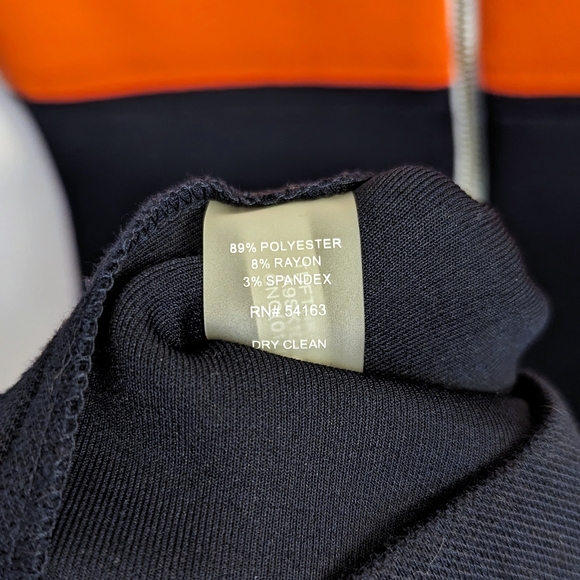 89% POLYESTER
8% RAYON
3% SPANDEX
RN# 54163
DRY CLEAN